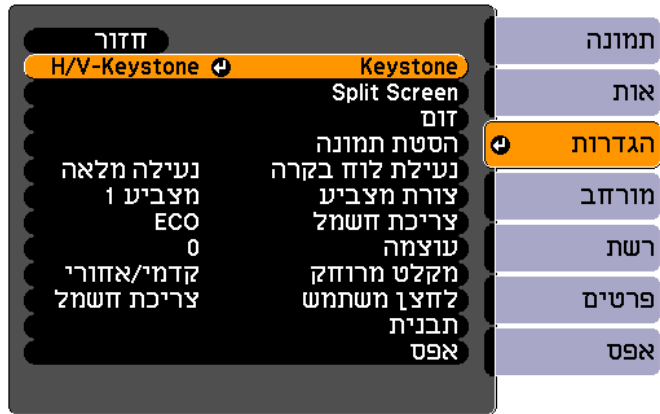 חזור
Keystone H/V-Keystone
Split Screen
זום
הסטת תמונה
נעילת לוח בקרה נעילה מלאה
צורת מצביע מצביע 1
צריכת חשמל ECO
עוצמה 0
מקלט מרוחק קדמי/אחורי
לחצן משתמש צריכת חשמל
תבנית
אפס
תמונה
אות
הגדרות
מורחב
רשת
פרטים
אפס